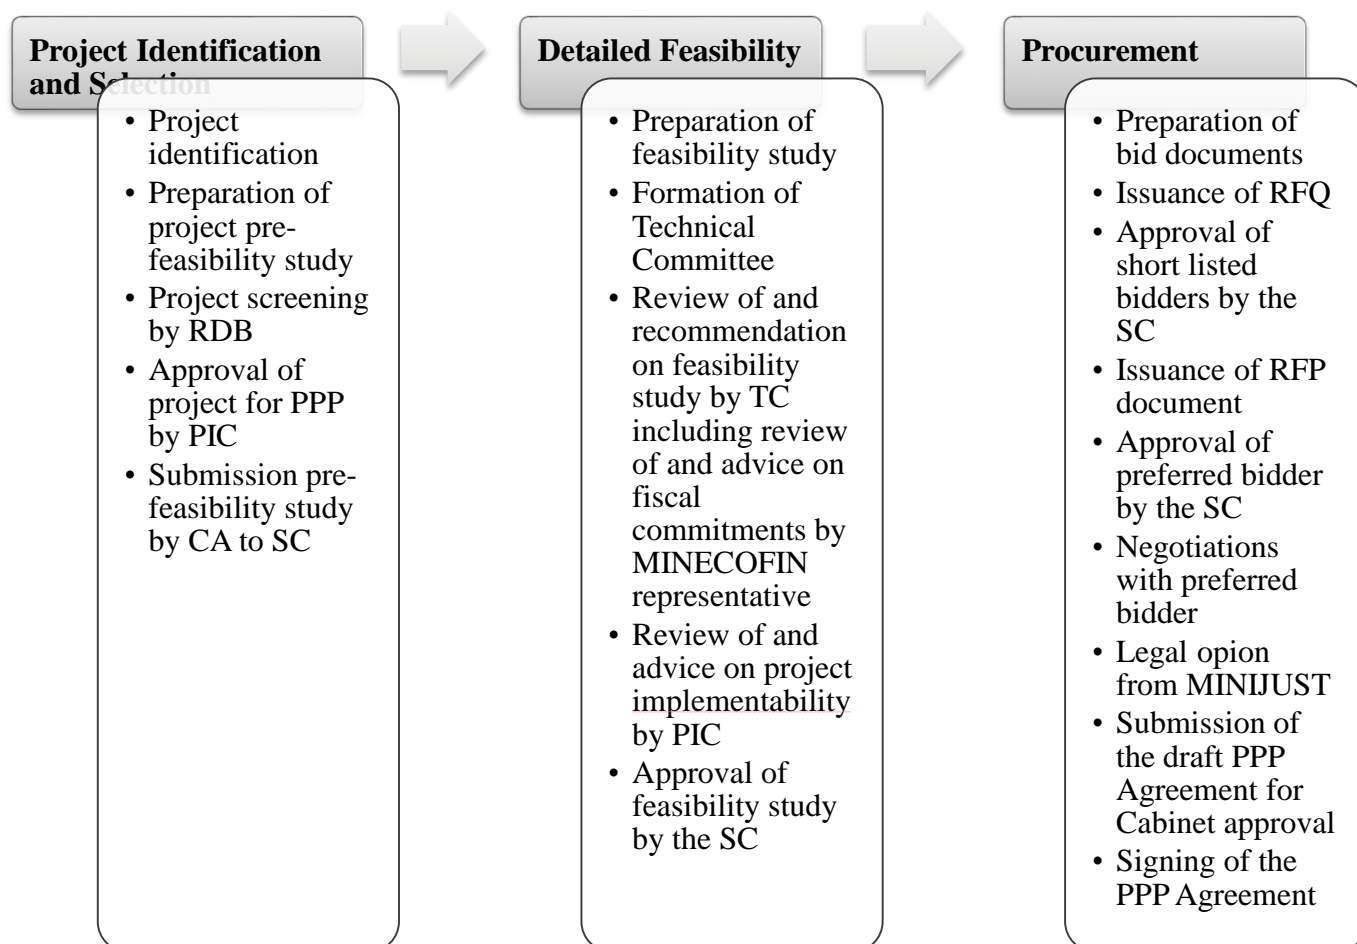 Project Identification
and Selection
• Project
identification
• Preparation of
project pre-
feasibility study
• Project screening
by RDB
• Approval of
project for PPP
by PIC
• Submission pre-
feasibility study
by CA to SC
Detailed Feasibility
• Preparation of
feasibility study
• Formation of
Technical
Committee
• Review of and
recommendation
on feasibility
study by TC
including review
of and advice on
fiscal
commitments by
MINECOFIN
representative
• Review of and
advice on project
implementability
by PIC
• Approval of
feasibility study
by the SC
Procurement
• Preparation of
bid documents
• Issuance of RFQ
• Approval of
short listed
bidders by the
SC
• Issuance of RFP
document
• Approval of
preferred bidder
by the SC
• Negotiations
with preferred
bidder
• Legal opion
from MINIJUST
• Submission of
the draft PPP
Agreement for
Cabinet approval
• Signing of the
PPP Agreement